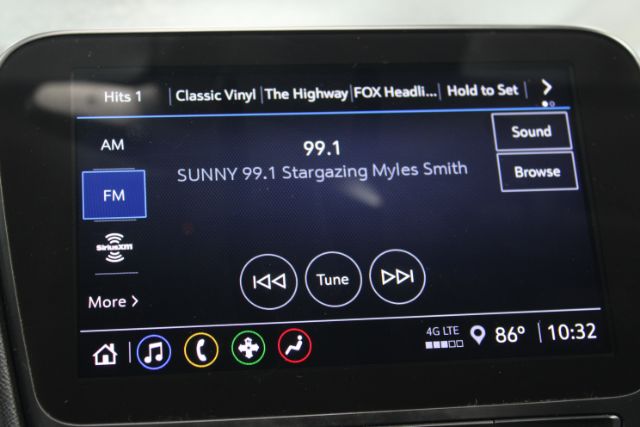 Hits 1 Classic Vinyl The Highway FOX Headli... Hold to Set
AM
99.1
Sound
SUNNY 99.1 Stargazing Myles Smith
Browse
FM
SiriusXM
Tune
More
4G LTE
86° 10:32